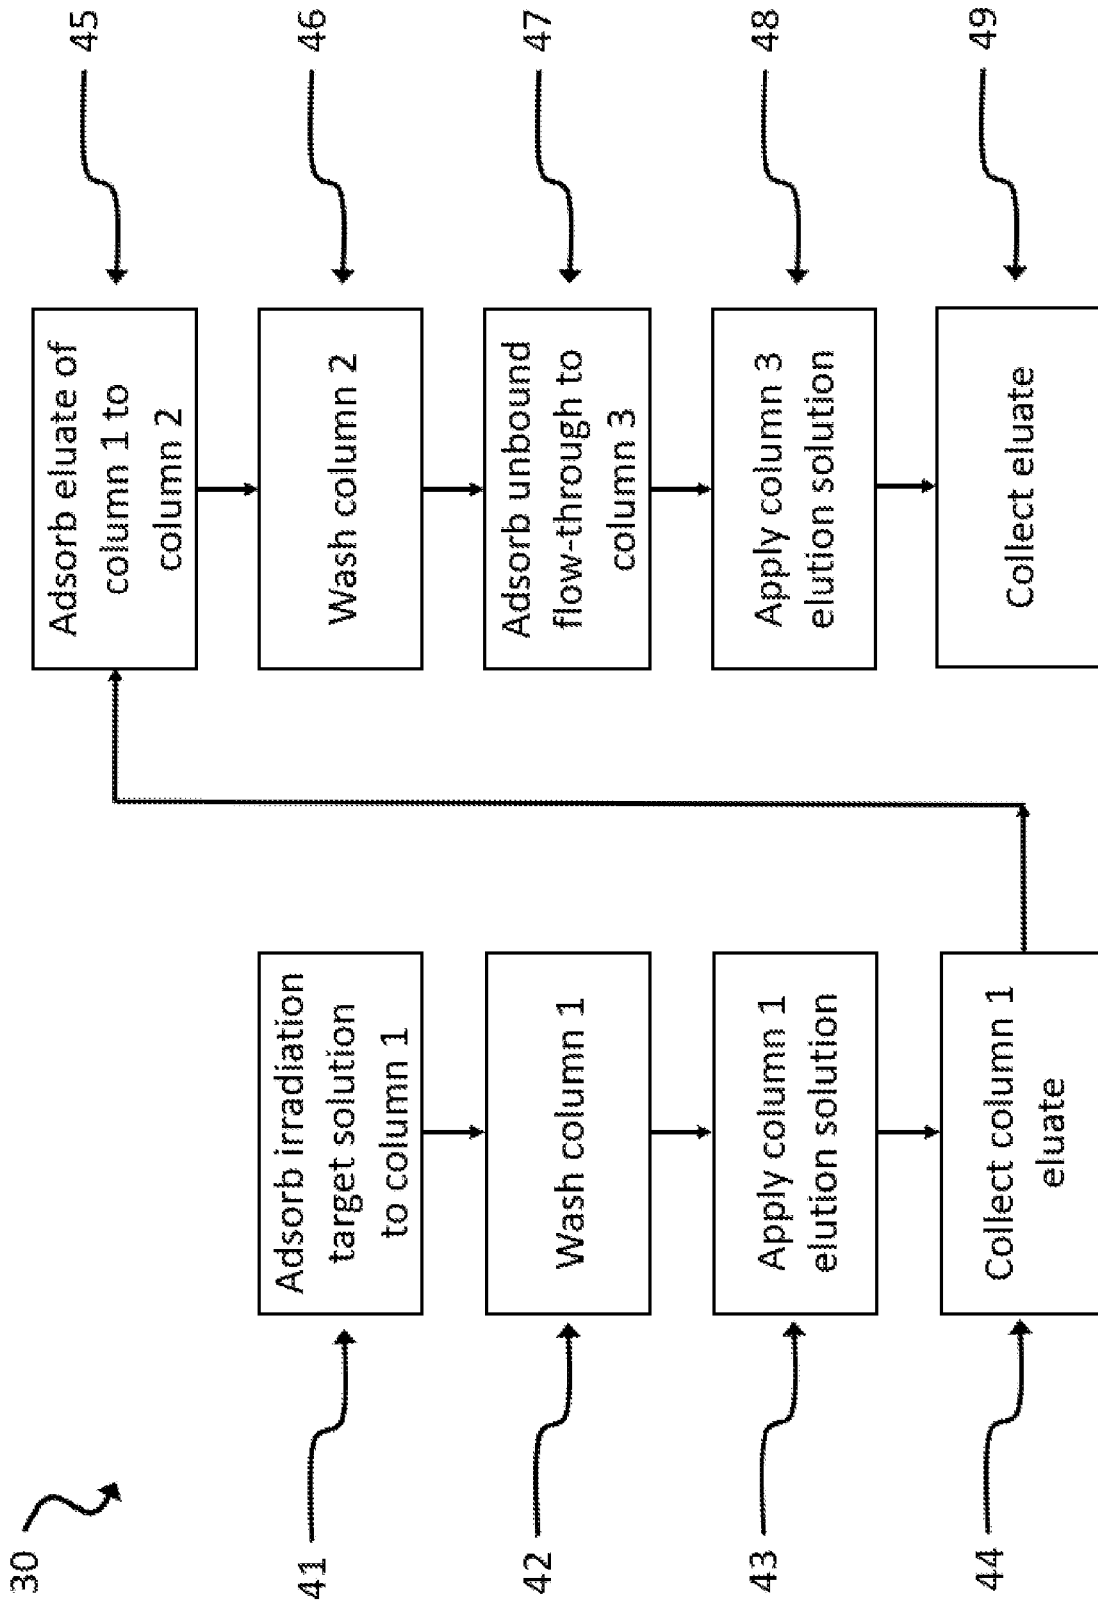 30
41
Adsorb irradiation
target solution
to column 1
42
Wash column 1
43
Apply column 1
elution solution
44
Collect column 1
eluate
45
Adsorb eluate of
column 1 to
column 2
46
Wash column 2
47
Adsorb unbound
flow-through to
column 3
48
Apply column 3
elution solution
49
Collect eluate